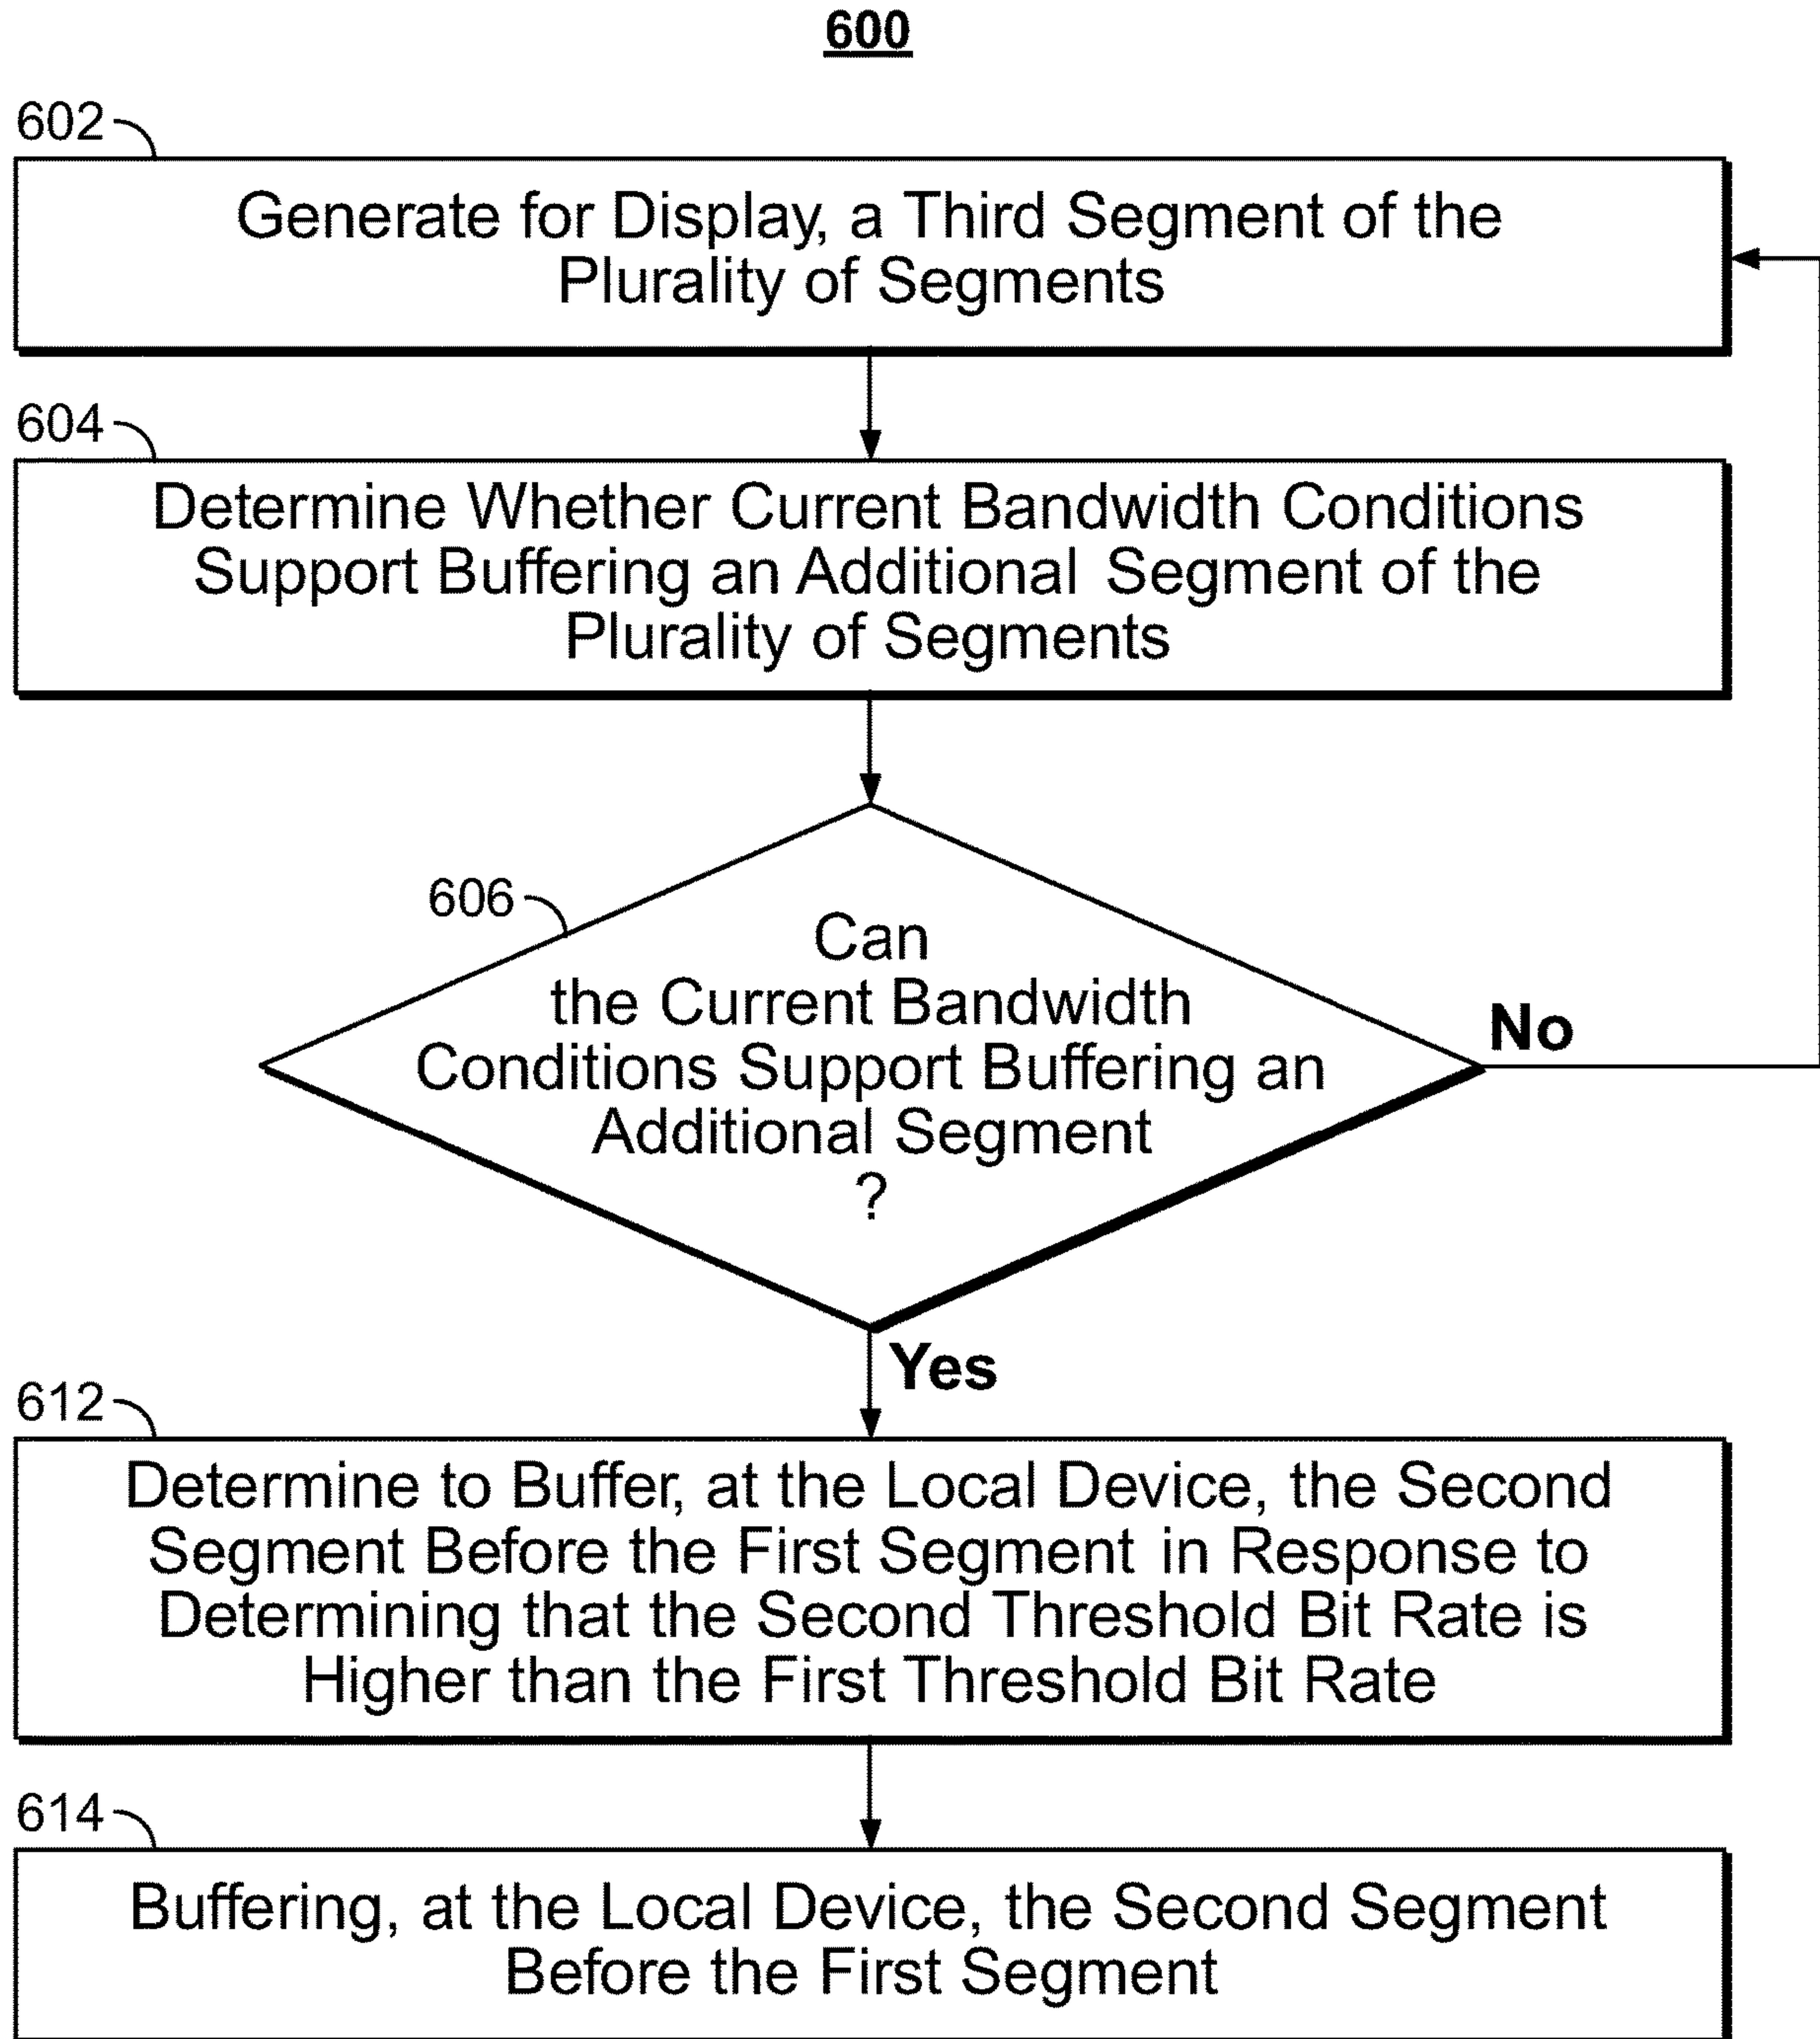 600
602
Generate for Display, a Third Segment of the
Plurality of Segments
604
Determine Whether Current Bandwidth Conditions
Support Buffering an Additional Segment of the
Plurality of Segments
606
Can
the Current Bandwidth
Conditions Support Buffering an
Additional Segment
?
No
Yes
612
Determine to Buffer, at the Local Device, the Second
Segment Before the First Segment in Response to
Determining that the Second Threshold Bit Rate is
Higher than the First Threshold Bit Rate
614
Buffering, at the Local Device, the Second Segment
Before the First Segment